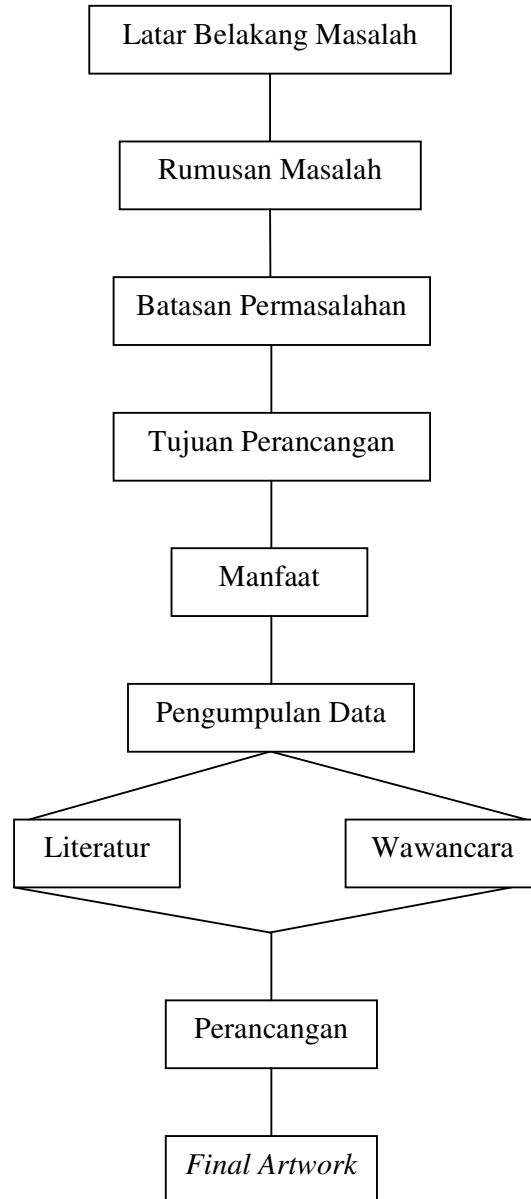 Latar Belakang Masalah
Rumusan Masalah
Batasan Permasalahan
Tujuan Perancangan
Manfaat
Pengumpulan Data
Literatur
Wawancara
Perancangan
Final Artwork